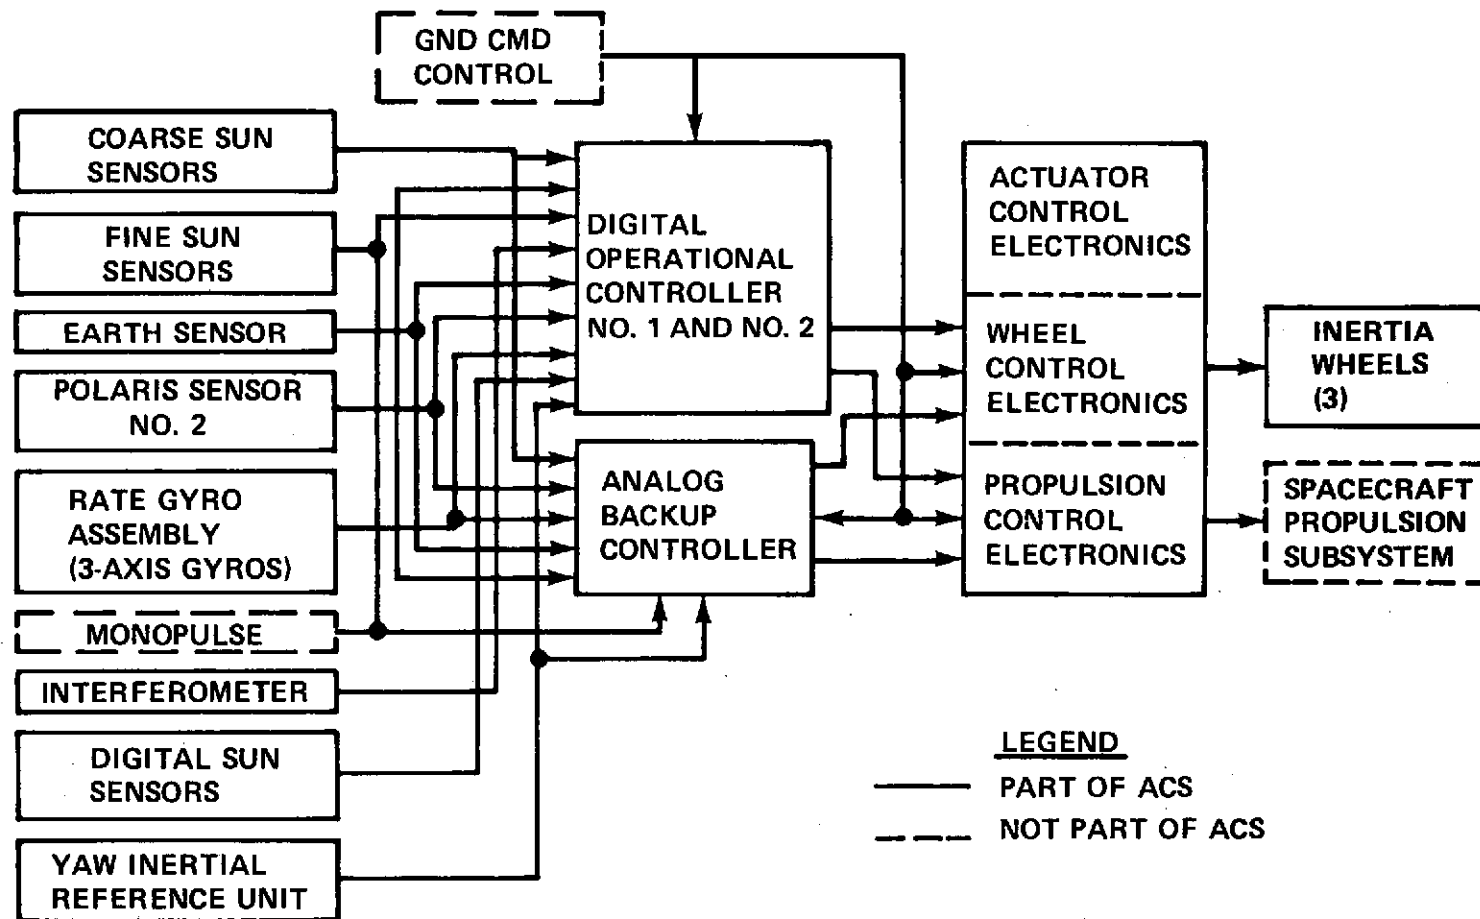 GND CMD
CONTROL
COARSE SUN
SENSORS
FINE SUN
SENSORS
EARTH SENSOR
POLARIS SENSOR
NO. 2
RATE GYRO
ASSEMBLY
(3-AXIS GYROS)
MONOPULSE
INTERFEROMETER
DIGITAL SUN
SENSORS
YAW INERTIAL
REFERENCE UNIT
DIGITAL
OPERATIONAL
CONTROLLER
NO. 1 AND NO. 2
ANALOG
BACKUP
CONTROLLER
ACTUATOR
CONTROL
ELECTRONICS
WHEEL
CONTROL
ELECTRONICS
PROPULSION
CONTROL
ELECTRONICS
INERTIA
WHEELS
(3)
SPACECRAFT
PROPULSION
SUBSYSTEM
LEGEND
PART OF ACS
NOT PART OF ACS